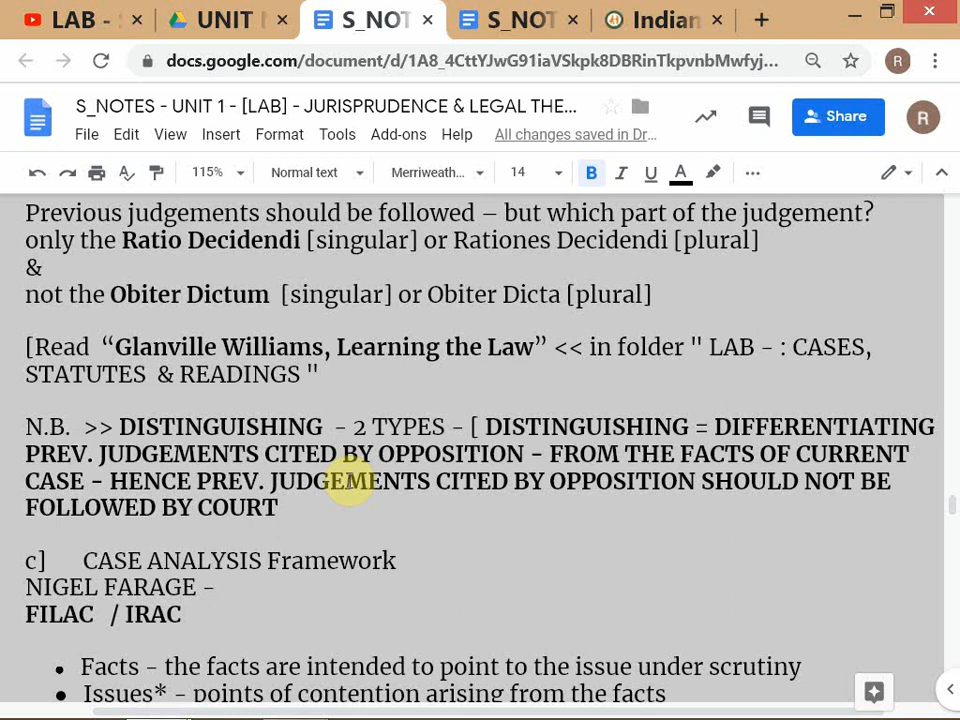 LAB - S
UNIT
S_NOT
S_NOT
Indian
docs.google.com/document/d/1A8_4CttYJwG91iaVSkpk8DBRinTkpvnbMwfyj...
R
S_NOTES - UNIT 1 - [LAB] - JURISPRUDENCE & LEGAL THE...
Share
R
File Edit View Insert Format Tools Add-ons Help All changes saved in Dr...
115% Normal text Merriweath... 14 B I U A ...
Previous judgements should be followed – but which part of the judgement?
only the Ratio Decidendi [singular] or Rationes Decidendi [plural]
&
not the Obiter Dictum [singular] or Obiter Dicta [plural]
[Read “Glanville Williams, Learning the Law” << in folder " LAB - : CASES,
STATUTES & READINGS "
N.B. >> DISTINGUISHING - 2 TYPES - [ DISTINGUISHING = DIFFERENTIATING
PREV. JUDGEMENTS CITED BY OPPOSITION - FROM THE FACTS OF CURRENT
CASE - HENCE PREV. JUDGEMENTS CITED BY OPPOSITION SHOULD NOT BE
FOLLOWED BY COURT
c] CASE ANALYSIS Framework
NIGEL FARAGE -
FILAC / IRAC
• Facts - the facts are intended to point to the issue under scrutiny
• Issues* - points of contention arising from the facts